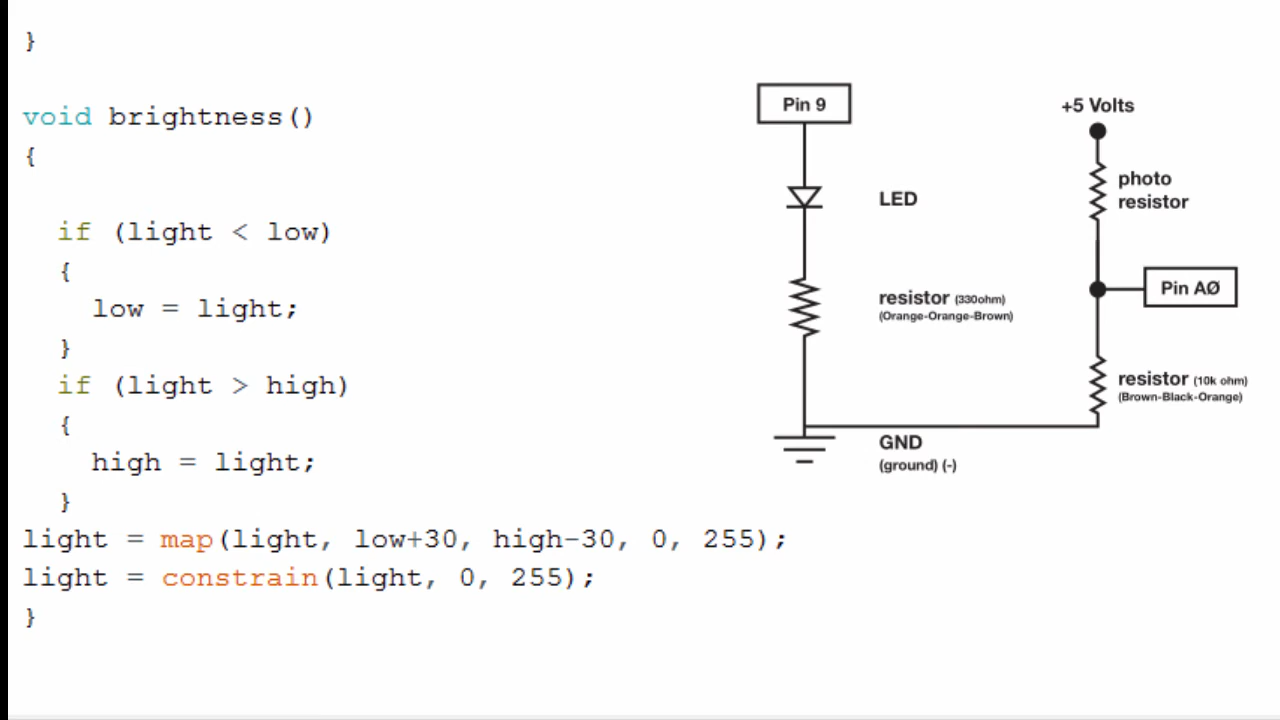 }
void brightness()
{
if (light < low)
{
low = light;
}
if (light > high)
{
high = light;
}
light = map(light, low+30, high-30, 0, 255);
light = constrain(light, 0, 255);
}
Pin 9
LED
resistor (330ohm)
(Orange-Orange-Brown)
GND
(ground) (-)
+5 Volts
photo
resistor
Pin AØ
resistor (10k ohm)
(Brown-Black-Orange)